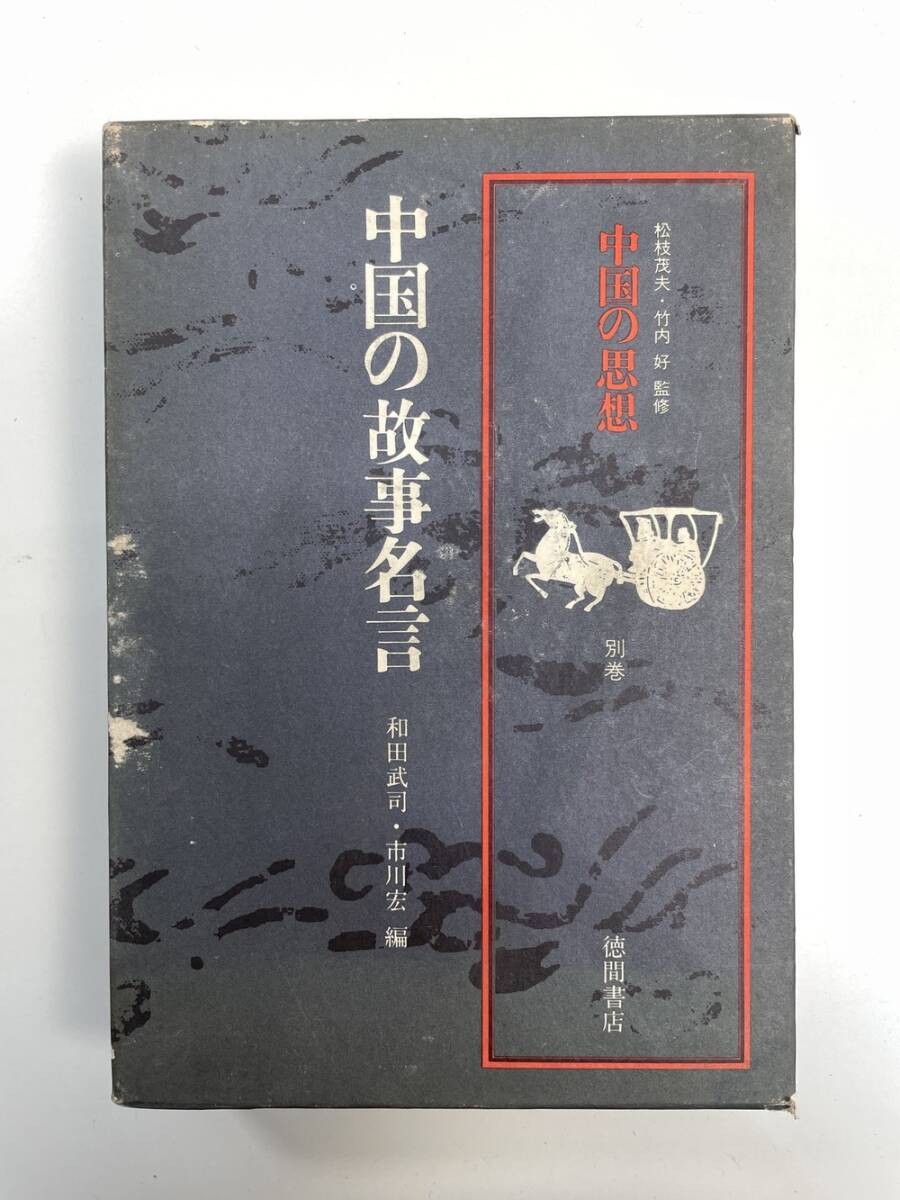 松枝茂夫・竹内 好 監修
中国の思想
別巻
徳間書店
中国の故事名言
和田武司・市川宏 編